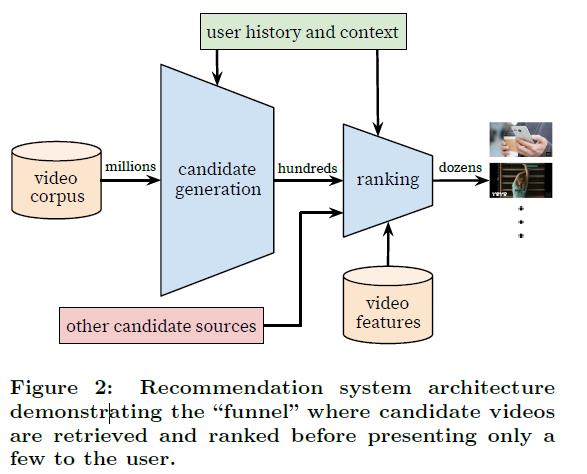 user history and context
millions
hundreds
dozens
video
corpus
candidate
generation
ranking
vevo
other candidate sources
video
features
Figure 2: Recommendation system architecture
demonstrating the “funnel” where candidate videos
are retrieved and ranked before presenting only a
few to the user.